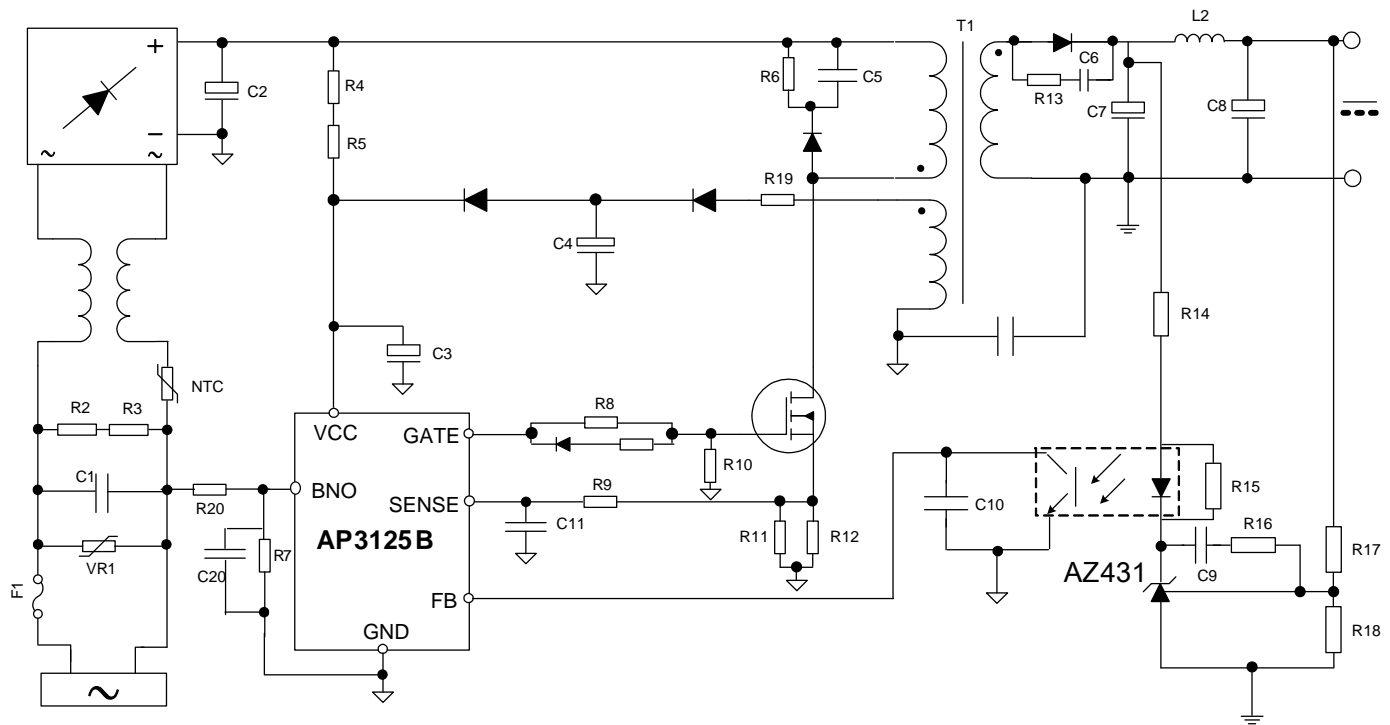 T1
L2
+
C2
R4
R6
C5
C6
R13
C7
C8
R5
−
~
~
R19
C4
R14
C3
NTC
R2
R3
R8
VCC
GATE
R10
C1
BNO
R20
SENSE
R9
C10
R15
C11
R11
R12
R16
AP3125B
VR1
C20
R7
C9
R17
AZ431
F1
FB
R18
GND
~